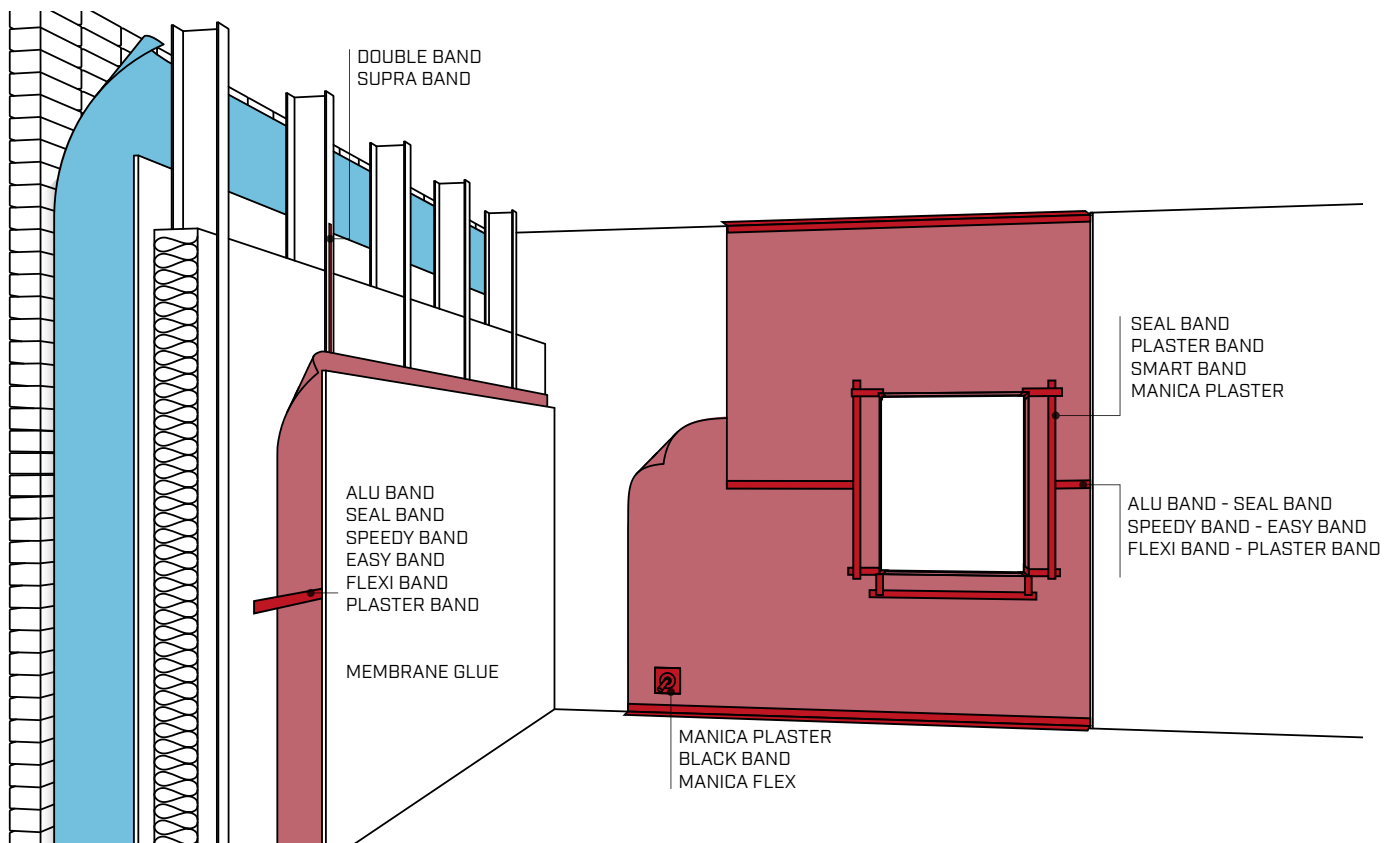 DOUBLE BAND
SUPRA BAND
SEAL BAND
PLASTER BAND
SMART BAND
MANICA PLASTER
ALU BAND
SEAL BAND
SPEEDY BAND
EASY BAND
FLEXI BAND
PLASTER BAND
MEMBRANE GLUE
ALU BAND - SEAL BAND
SPEEDY BAND - EASY BAND
FLEXI BAND - PLASTER BAND
MANICA PLASTER
BLACK BAND
MANICA FLEX